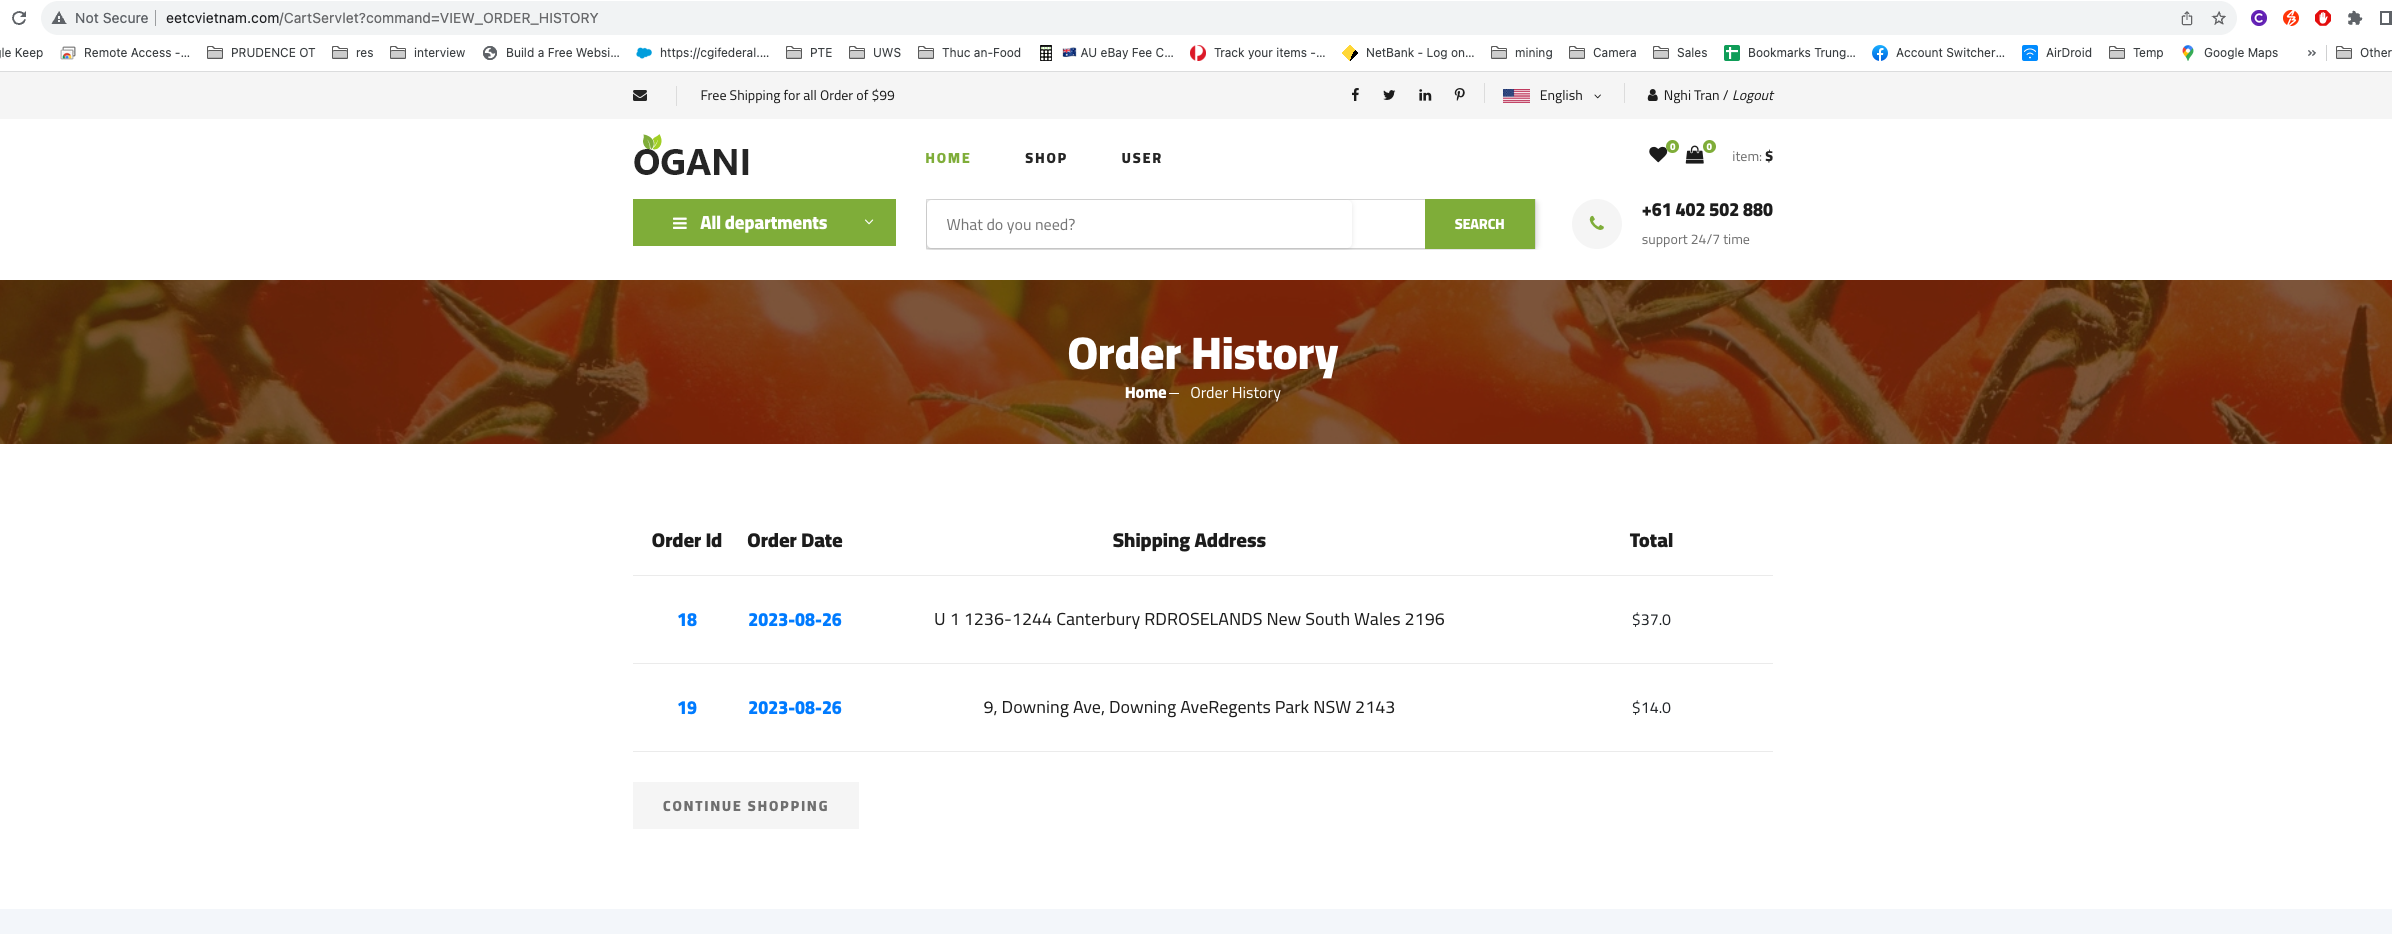 Not Secure | eetcvietnam.com/CartServlet?command=VIEW_ORDER_HISTORY
le Keep Remote Access -... PRUDENCE OT res interview Build a Free Websi... https://cgifederal.... PTE UWS Thuc an-Food AU eBay Fee C... Track your items -... NetBank - Log on... mining Camera Sales Bookmarks Trung... Account Switcher... AirDroid Temp Google Maps » Other
Free Shipping for all Order of $99
English
Nghi Tran / Logout
OGANI
HOME SHOP USER
0 0 item: $
All departments
What do you need?
SEARCH
+61 402 502 880
support 24/7 time
Order History
Home – Order History
Order Id Order Date Shipping Address Total
18 2023-08-26 U 1 1236-1244 Canterbury RDROSELANDS New South Wales 2196 $37.0
19 2023-08-26 9, Downing Ave, Downing AveRegents Park NSW 2143 $14.0
CONTINUE SHOPPING